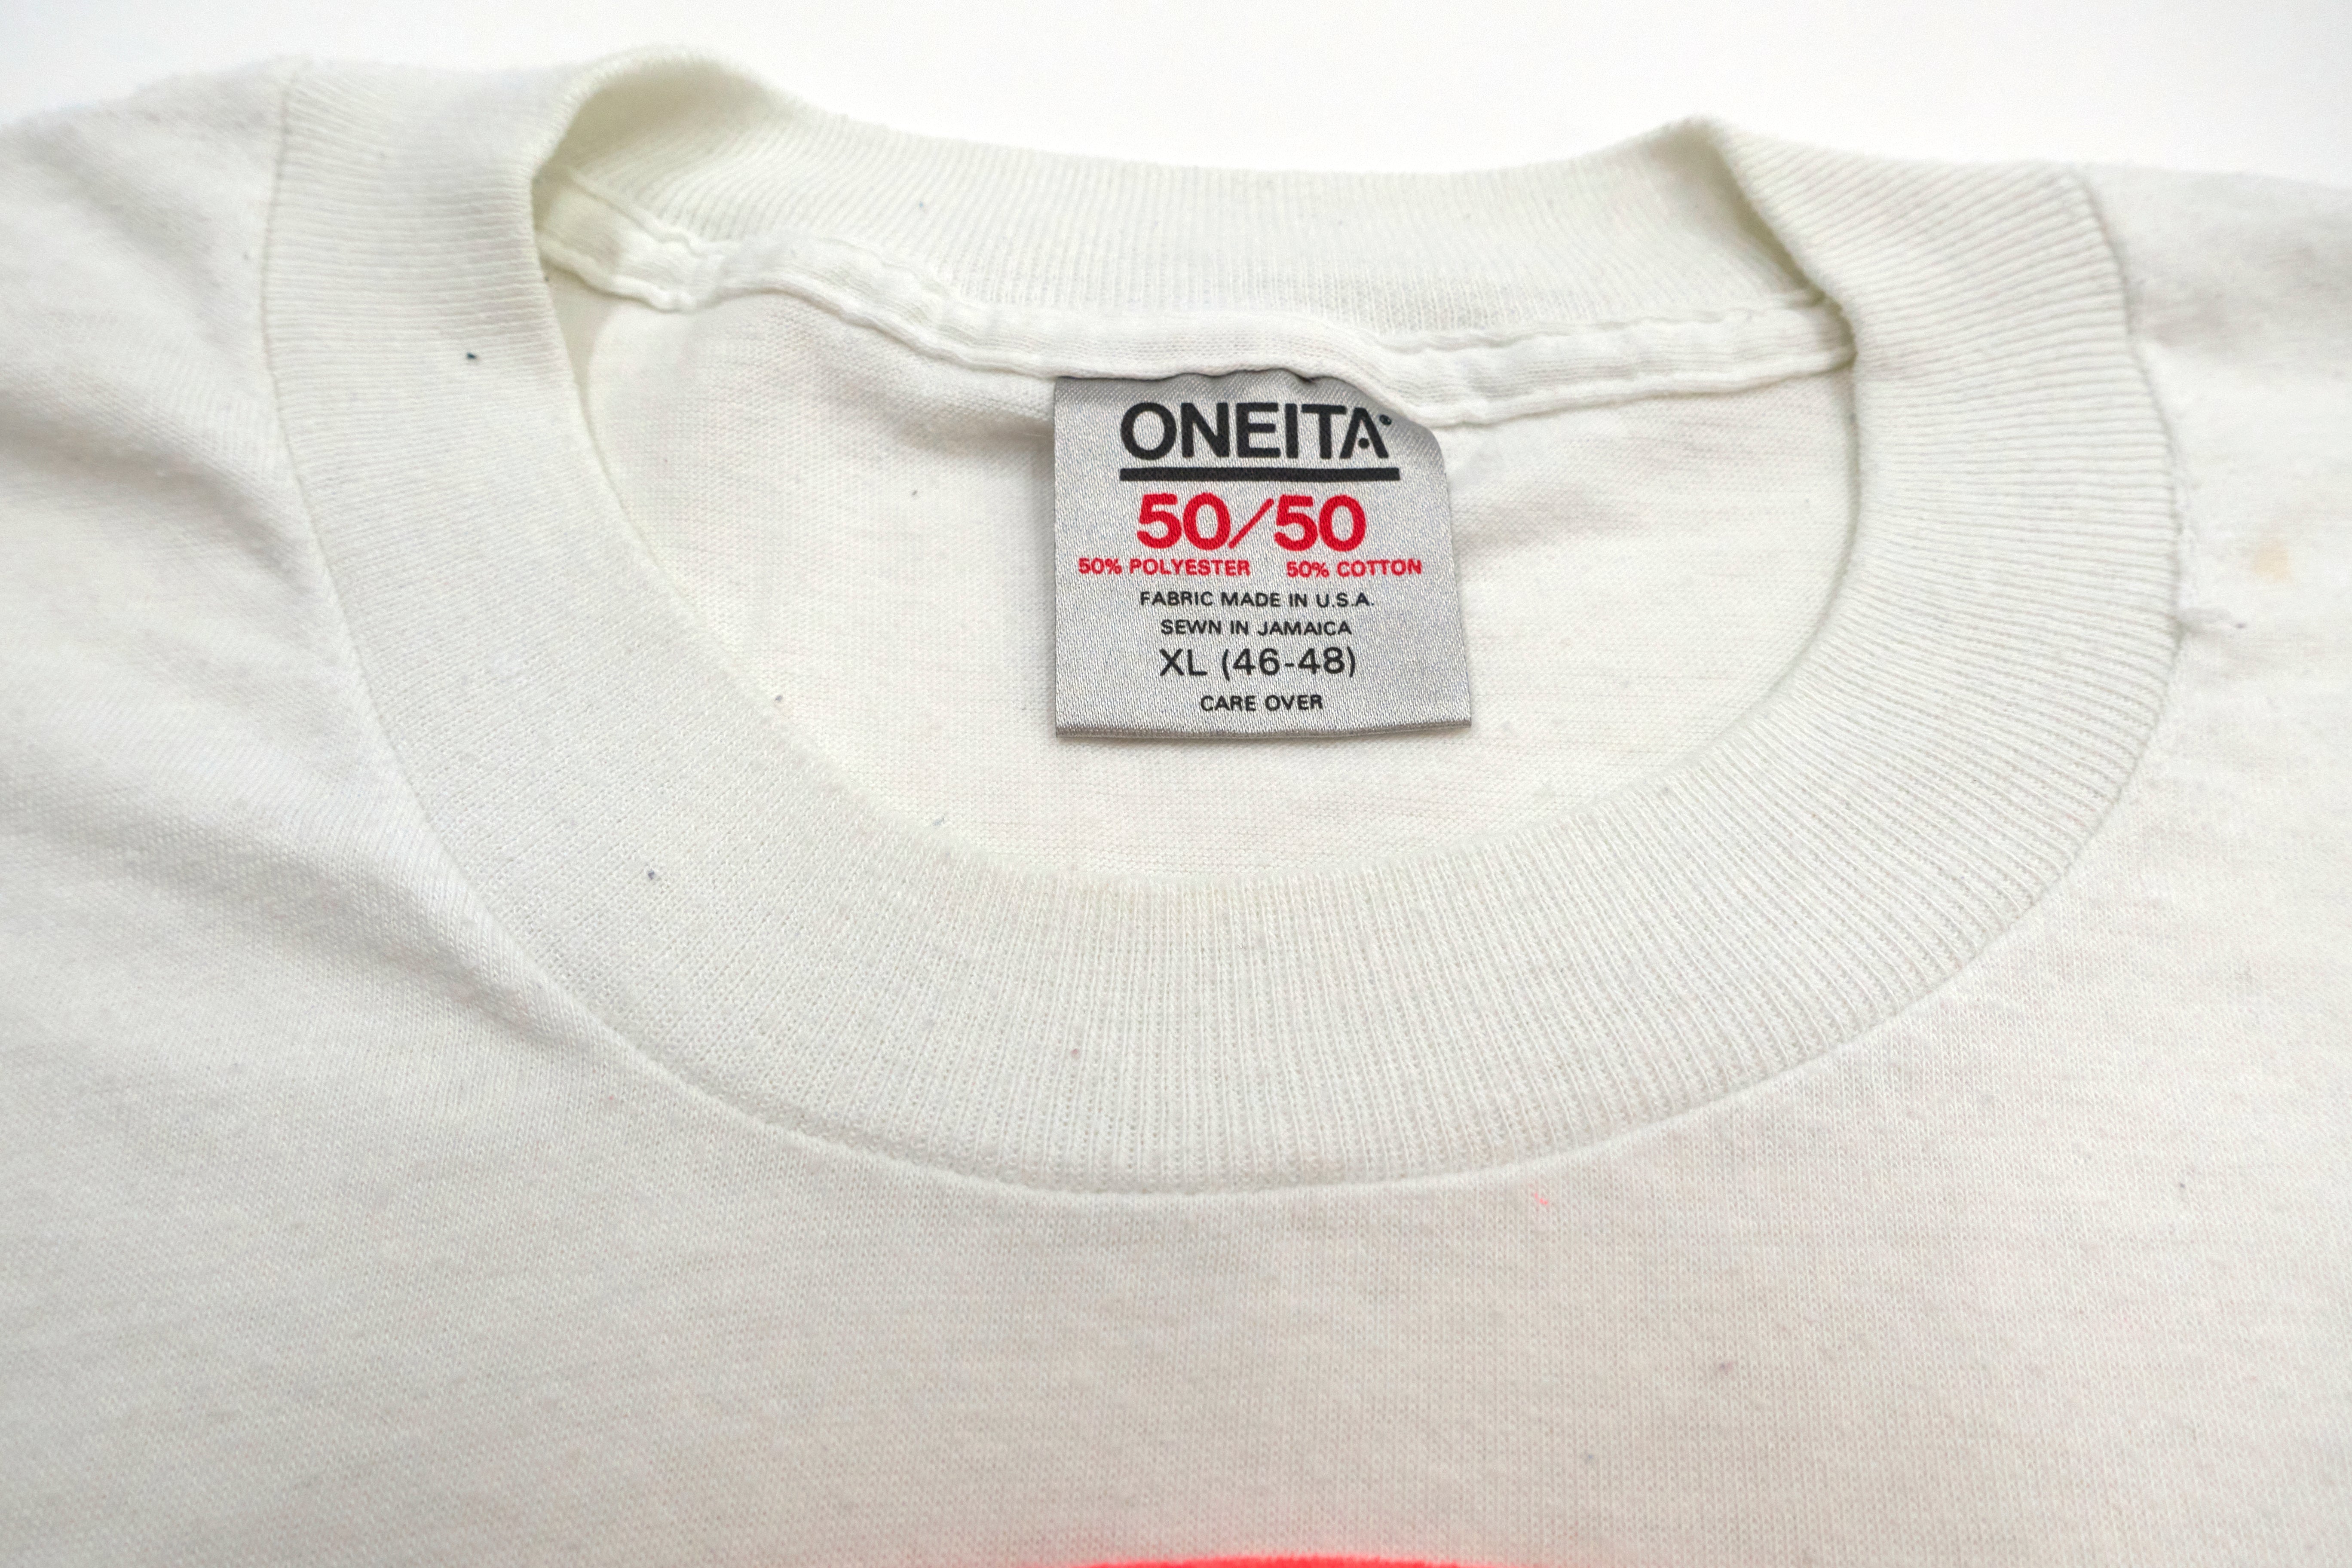 ONEITA
50/50
50% POLYESTER 50% COTTON
FABRIC MADE IN U.S.A.
SEWN IN JAMAICA
XL (46-48)
CARE OVER